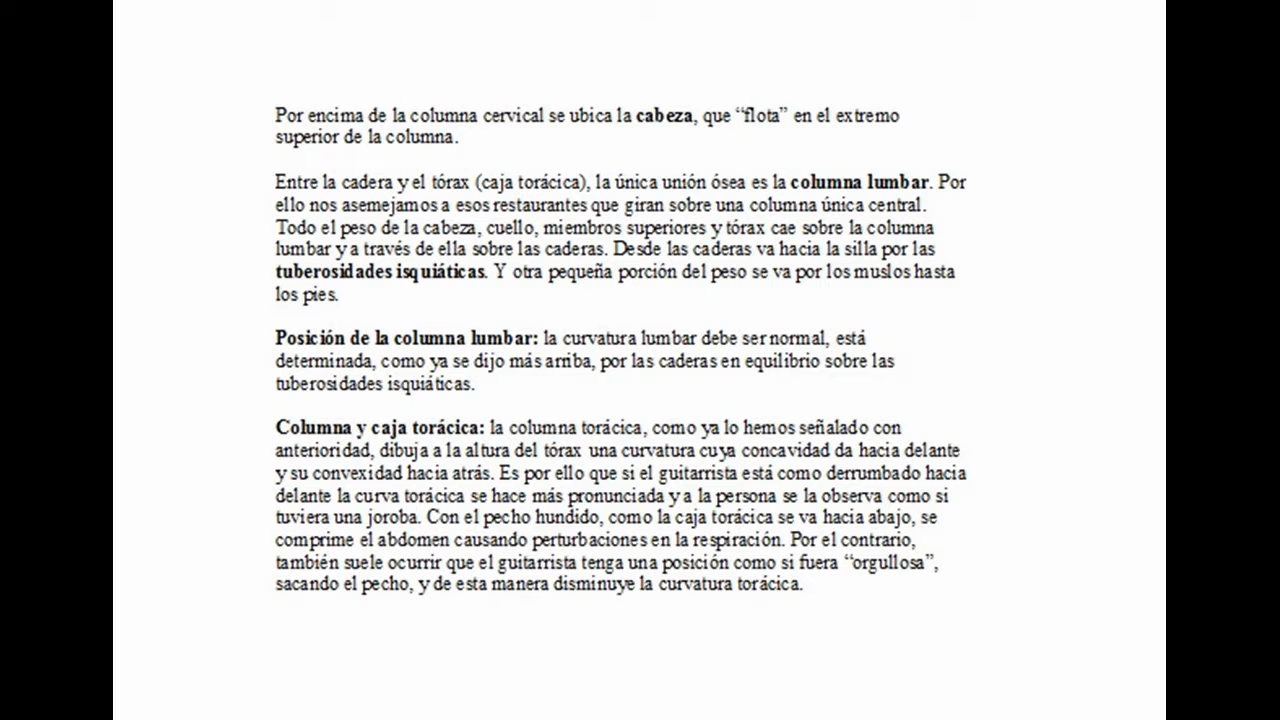 Por encima de la columna cervical se ubica la cabeza, que “flota” en el extremo
superior de la columna.
Entre la cadera y el tórax (caja torácica), la única unión ósea es la columna lumbar. Por
ello nos asemejamos a esos restaurantes que giran sobre una columna única central.
Todo el peso de la cabeza, cuello, miembros superiores y tórax cae sobre la columna
lumbar y a través de ella sobre las caderas. Desde las caderas va hacia la silla por las
tuberosidades isquiáticas. Y otra pequeña porción del peso se va por los muslos hasta
los pies.
Posición de la columna lumbar: la curvatura lumbar debe ser normal, está
determinada, como ya se dijo más arriba, por las caderas en equilibrio sobre las
tuberosidades isquiáticas.
Columna y caja torácica: la columna torácica, como ya lo hemos señalado con
anterioridad, dibuja a la altura del tórax una curvatura cuya concavidad da hacia delante
y su convexidad hacia atrás. Es por ello que si el guitarrista está como derrumbado hacia
delante la curva torácica se hace más pronunciada y a la persona se la observa como si
tuviera una joroba. Con el pecho hundido, como la caja torácica se va hacia abajo, se
comprime el abdomen causando perturbaciones en la respiración. Por el contrario,
también suele ocurrir que el guitarrista tenga una posición como si fuera “orgullosa”,
sacando el pecho, y de esta manera disminuye la curvatura torácica.